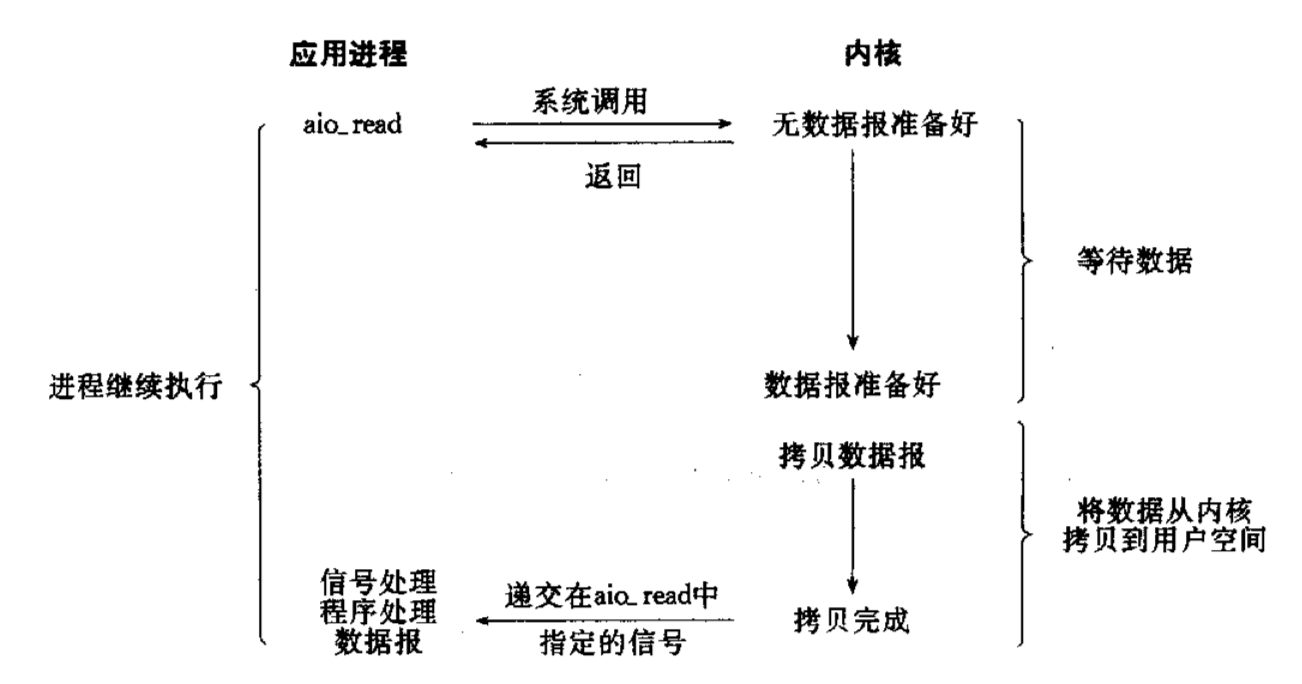 应用进程
内核
aio_read
系统调用
无数据报准备好
返回
等待数据
进程继续执行
数据报准备好
拷贝数据报
将数据从内核
拷贝到用户空间
信号处理
程序处理
数据报
递交在aio_read中
指定的信号
拷贝完成